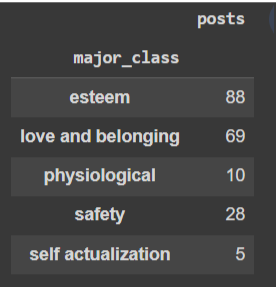 posts
major_class
esteem 88
love and belonging 69
physiological 10
safety 28
self actualization 5